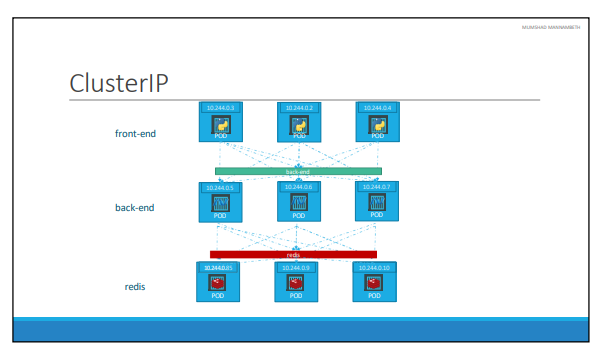 MUMSHAD MANNAMBETH
ClusterIP
10.244.0.3 10.244.0.2 10.244.0.4
front-end
POD POD POD
back-end
10.244.0.5 10.244.0.6 10.244.0.7
back-end
POD POD POD
redis
10.244.0.9 10.244.0.10
redis
POD POD POD